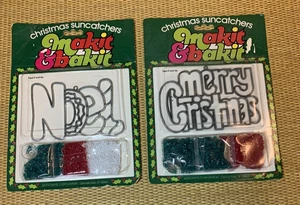 christmas suncatchers
makit
& bakit
Noel
christmas suncatchers
makit
& bakit
merry
Christmas